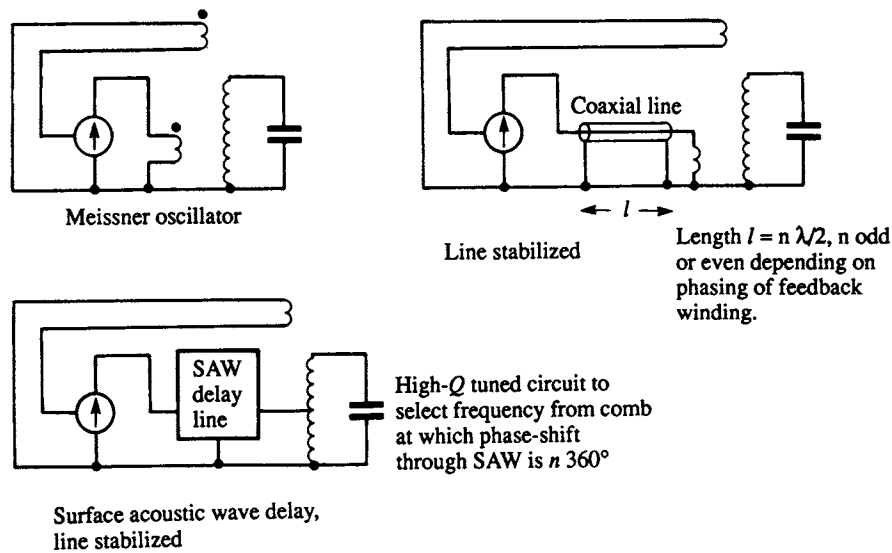 Meissner oscillator
Coaxial line
l
Line stabilized
Length l = n λ/2, n odd
or even depending on
phasing of feedback
winding.
SAW
delay
line
High-Q tuned circuit to
select frequency from comb
at which phase-shift
through SAW is n 360°
Surface acoustic wave delay,
line stabilized